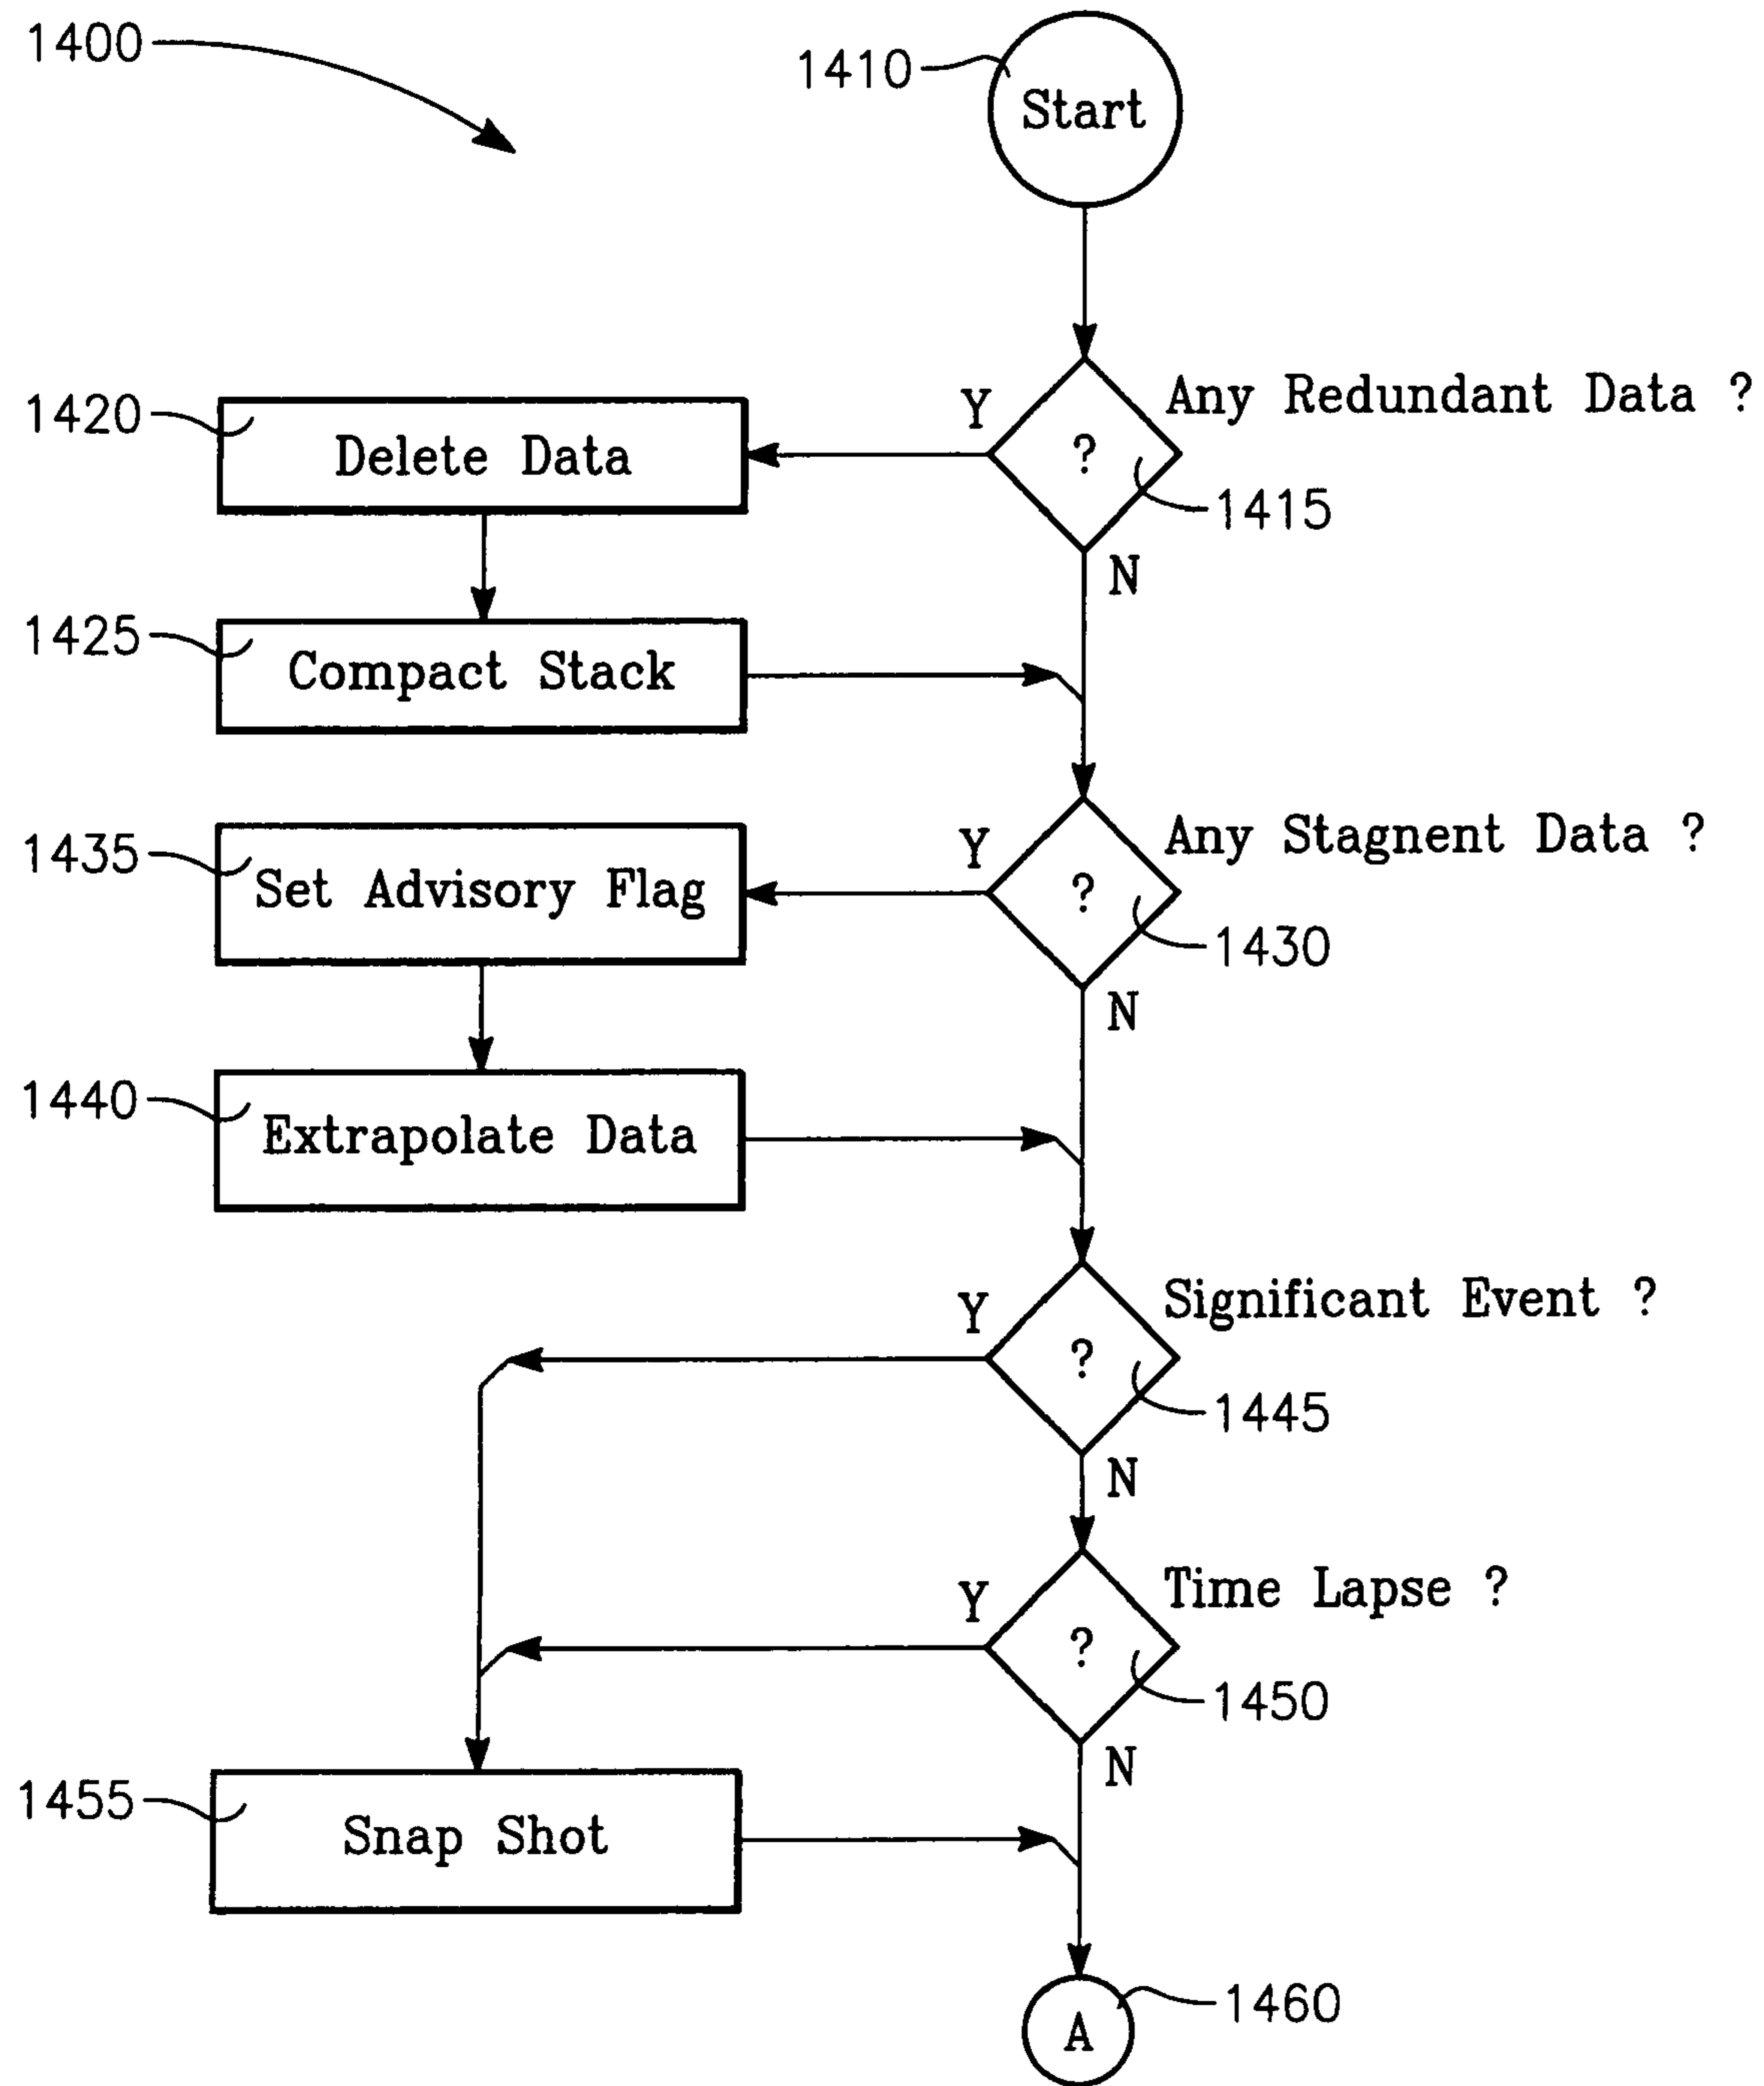 1400
1410
Start
Any Redundant Data ?
Y
?
1415
N
1420
Delete Data
1425
Compact Stack
Any Stagnent Data ?
Y
?
1430
N
1435
Set Advisory Flag
1440
Extrapolate Data
Significant Event ?
Y
?
1445
N
Time Lapse ?
Y
?
1450
N
1455
Snap Shot
A
1460